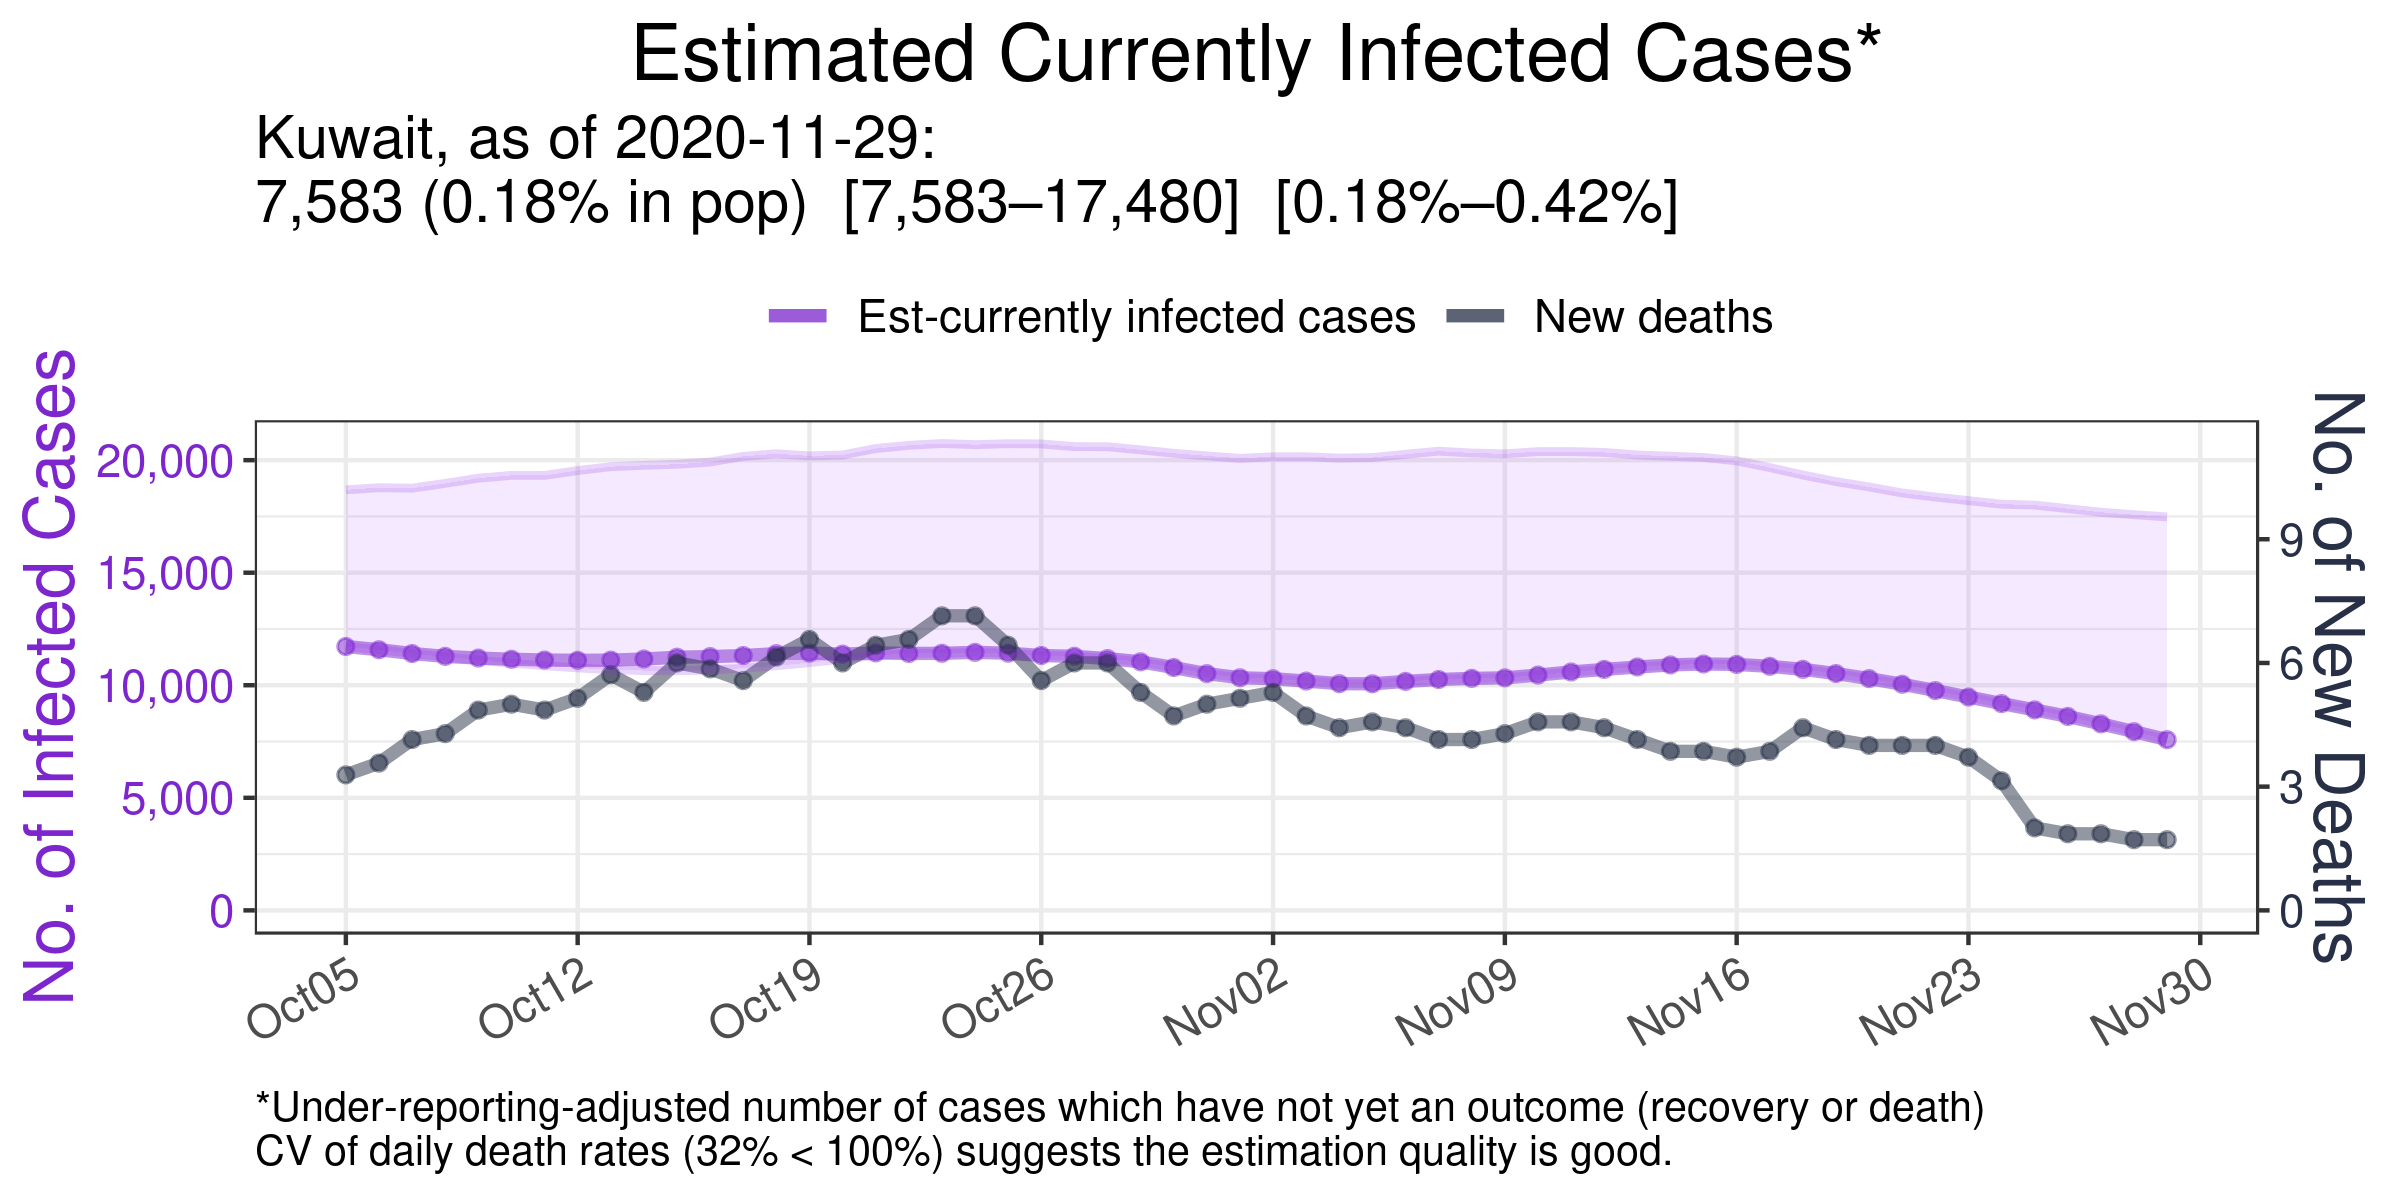 Estimated Currently Infected Cases*
Kuwait, as of 2020-11-29:
7,583 (0.18% in pop) [7,583–17,480] [0.18%–0.42%]
Est-currently infected cases
New deaths
No. of Infected Cases
20,000
15,000
10,000
5,000
0
9
6
3
0
No. of New Deaths
Oct05
Oct12
Oct19
Oct26
Nov02
Nov09
Nov16
Nov23
Nov30
*Under-reporting-adjusted number of cases which have not yet an outcome (recovery or death)
CV of daily death rates (32% < 100%) suggests the estimation quality is good.